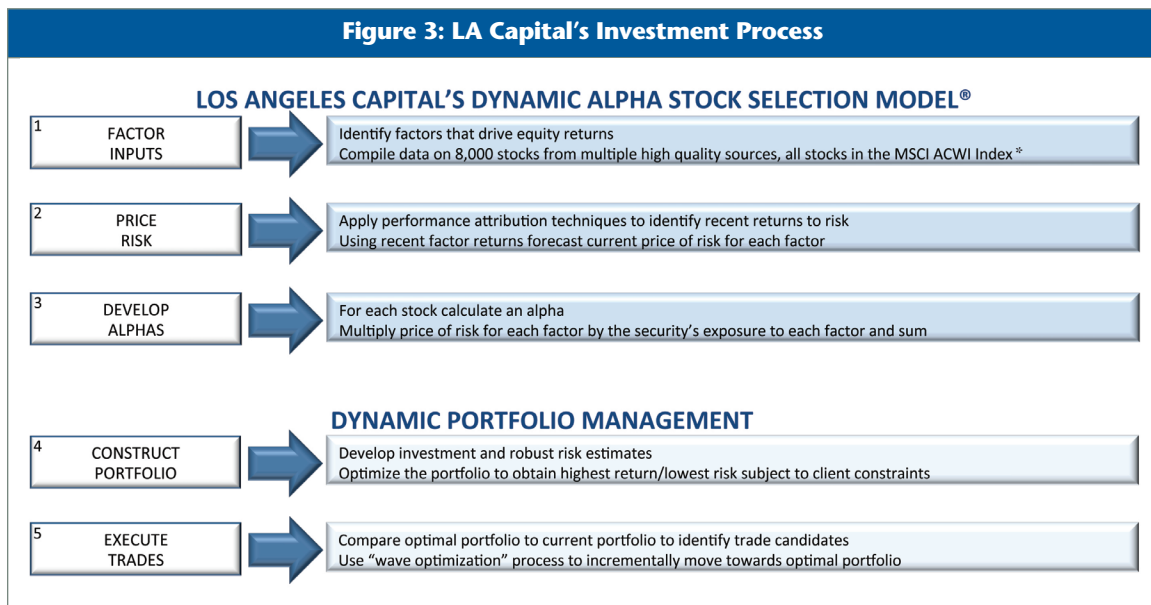 Figure 3: LA Capital’s Investment Process
LOS ANGELES CAPITAL’S DYNAMIC ALPHA STOCK SELECTION MODEL®
1
FACTOR
INPUTS
Identify factors that drive equity returns
Compile data on 8,000 stocks from multiple high quality sources, all stocks in the MSCI ACWI Index *
2
PRICE
RISK
Apply performance attribution techniques to identify recent returns to risk
Using recent factor returns forecast current price of risk for each factor
3
DEVELOP
ALPHAS
For each stock calculate an alpha
Multiply price of risk for each factor by the security’s exposure to each factor and sum
DYNAMIC PORTFOLIO MANAGEMENT
4
CONSTRUCT
PORTFOLIO
Develop investment and robust risk estimates
Optimize the portfolio to obtain highest return/lowest risk subject to client constraints
5
EXECUTE
TRADES
Compare optimal portfolio to current portfolio to identify trade candidates
Use “wave optimization” process to incrementally move towards optimal portfolio